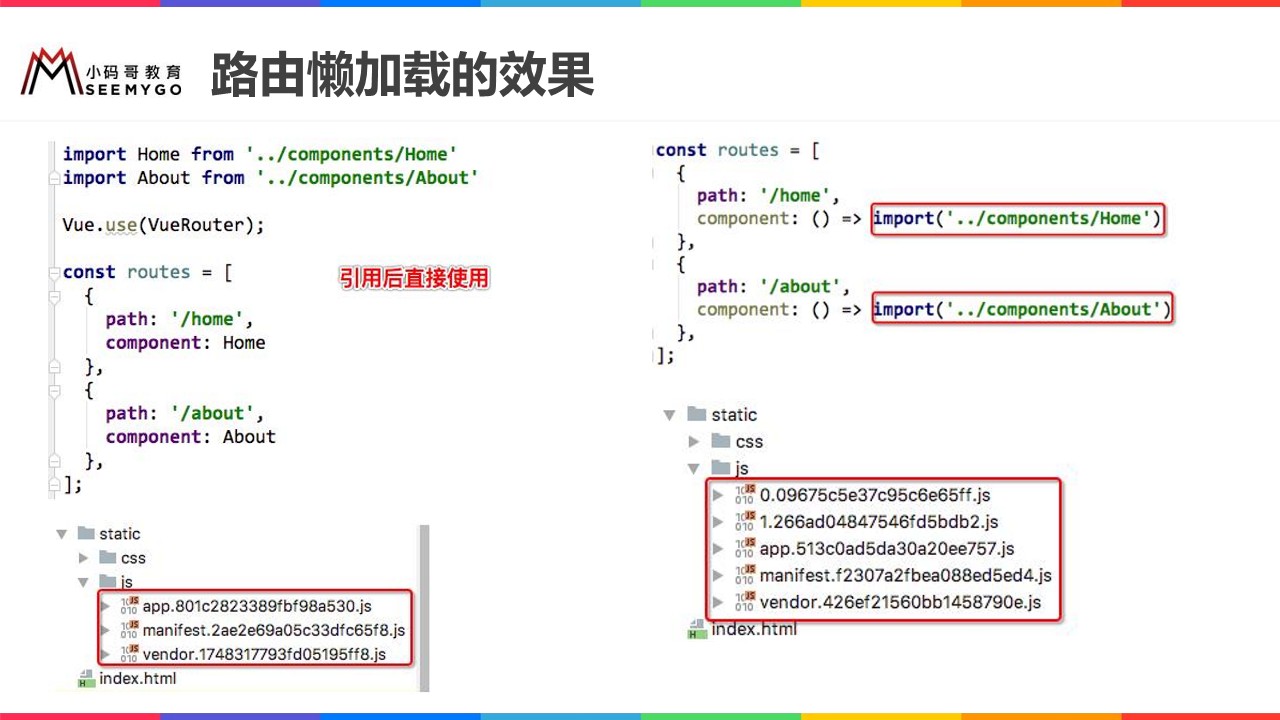 小码哥教育
SEEMYGO
路由懒加载的效果
import Home from '../components/Home'
import About from '../components/About'
Vue.use(VueRouter);
const routes = [
{
path: '/home',
component: Home
},
{
path: '/about',
component: About
},
];
引用后直接使用
static
css
js
app.801c2823389fbf98a530.js
manifest.2ae2e69a05c33dfc65f8.js
vendor.1748317793fd05195ff8.js
index.html
const routes = [
{
path: '/home',
component: () => import('../components/Home')
},
{
path: '/about',
component: () => import('../components/About')
},
];
static
css
js
0.09675c5e37c95c6e65ff.js
1.266ad04847546fd5bdb2.js
app.513c0ad5da30a20ee757.js
manifest.f2307a2fbea088ed5ed4.js
vendor.426ef21560bb1458790e.js
index.html